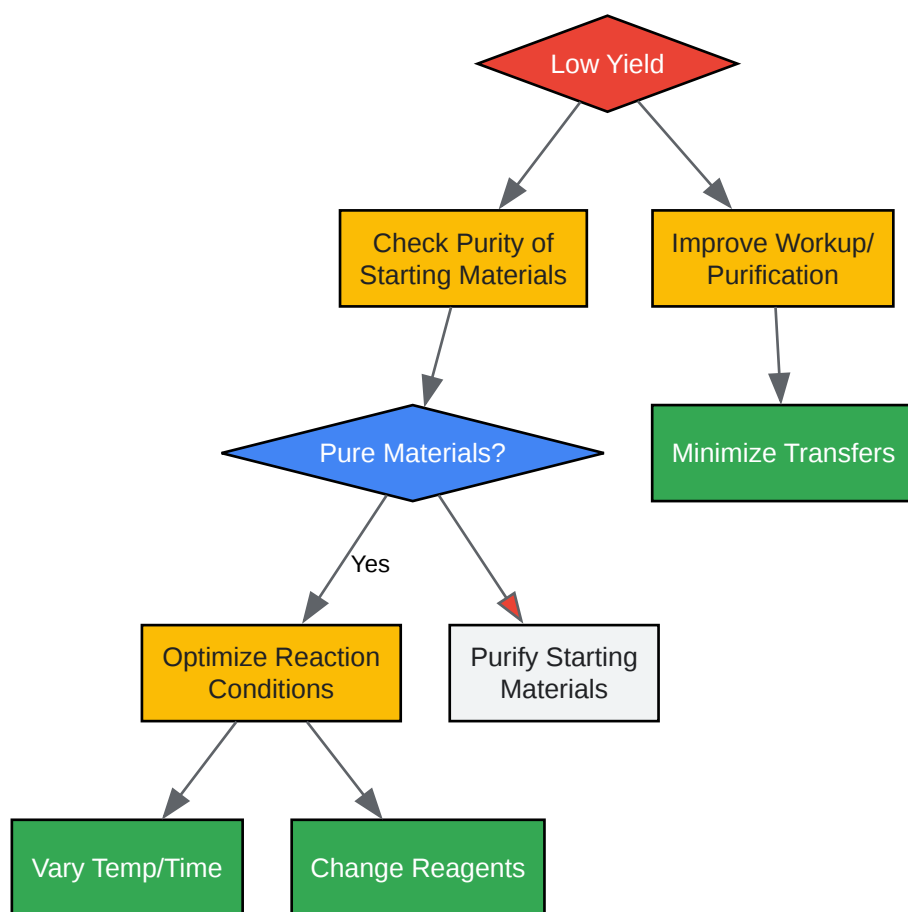 Low Yield
Check Purity of
Starting Materials
Improve Workup/
Purification
Pure Materials?
Minimize Transfers
Yes
Optimize Reaction
Conditions
Purify Starting
Materials
Vary Temp/Time
Change Reagents